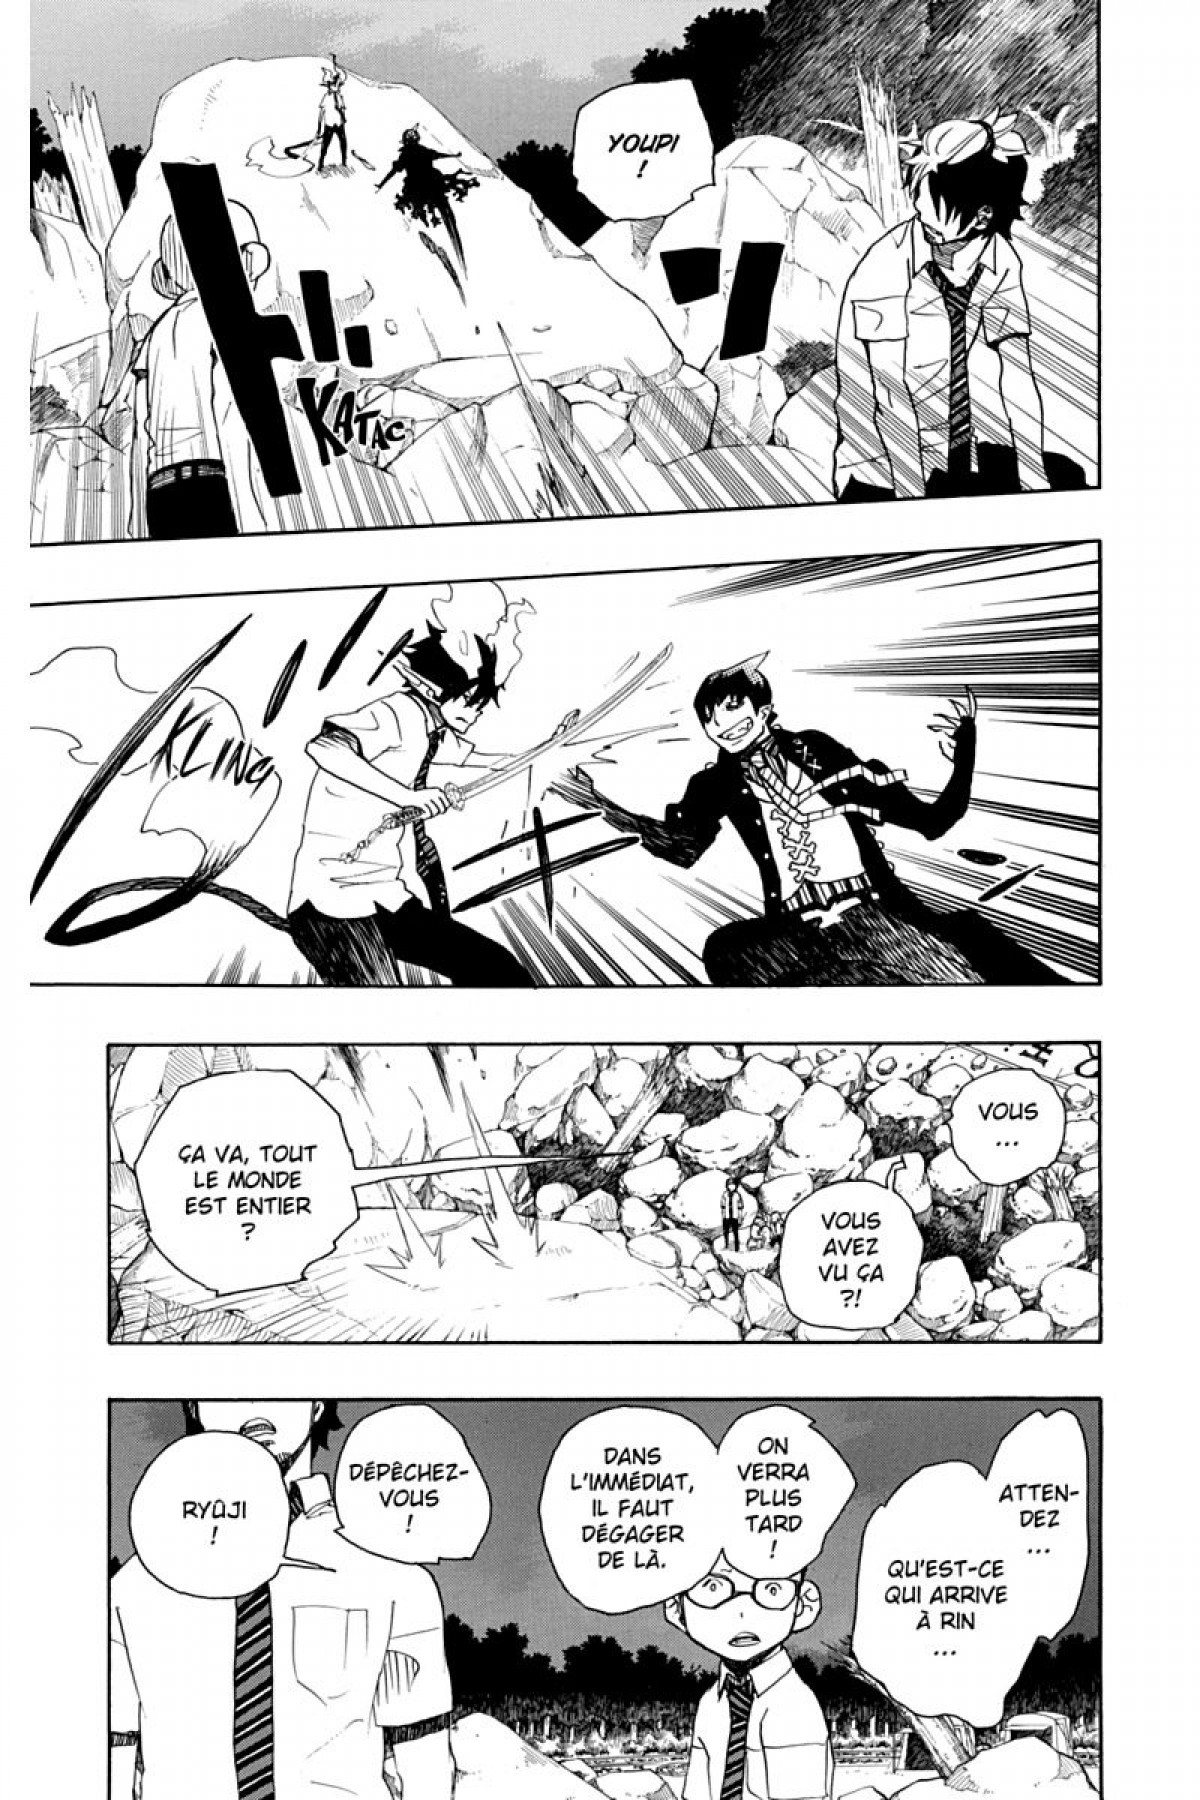 YOUPI
!
KATAC
KLING
VOUS
...
VOUS
AVEZ
VU ÇA
?!
ÇA VA, TOUT
LE MONDE
EST ENTIER
?
ATTEN-
DEZ
...
QU'EST-CE
QUI ARRIVE
À RIN
...
ON
VERRA
PLUS
TARD
!
DANS
L'IMMÉDIAT,
IL FAUT
DÉGAGER
DE LÀ.
DÉPÊCHEZ-
VOUS
!
RYÛJI
!